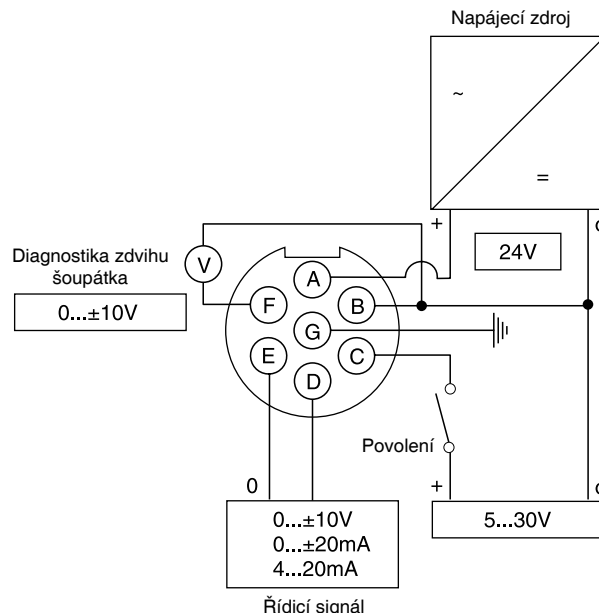 Napájecí zdroj
~
=
+
24V
Diagnostika zdvihu
šoupátka
0...±10V
V
A
F
B
G
E
C
D
Povolení
0
+
0...±10V
0...±20mA
4...20mA
5...30V
Řídicí signál